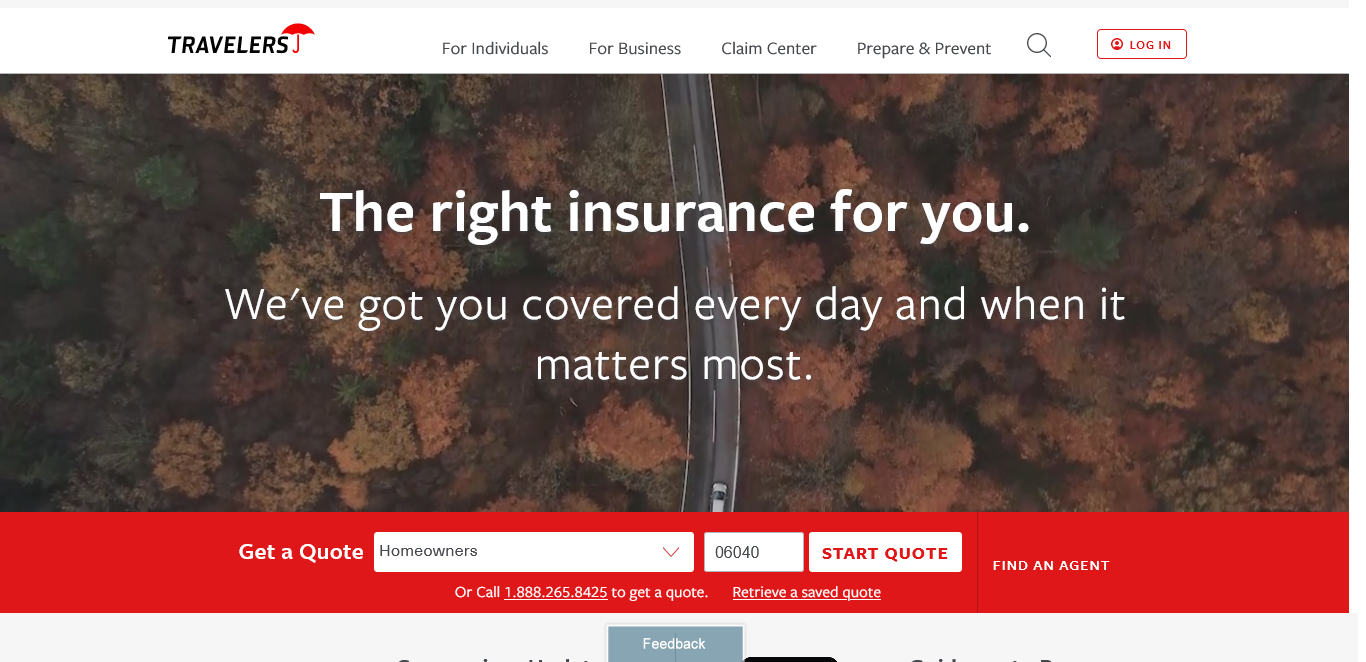 TRAVELERS
For Individuals
For Business
Claim Center
Prepare & Prevent
LOG IN
The right insurance for you.
We've got you covered every day and when it
matters most.
Get a Quote
Homeowners
06040
START QUOTE
FIND AN AGENT
Or Call 1.888.265.8425 to get a quote.
Retrieve a saved quote
Feedback